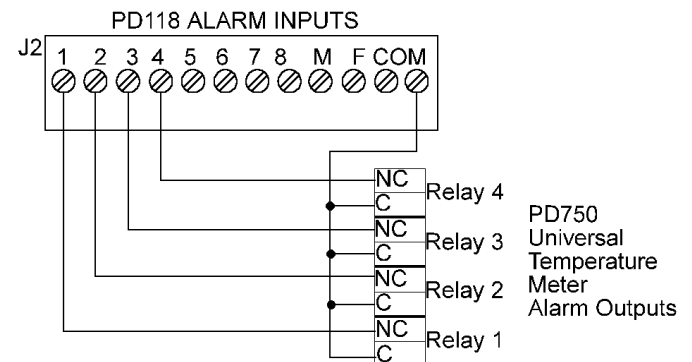 PD118 ALARM INPUTS
J2 1 2 3 4 5 6 7 8 M F COM
NC
C
Relay 4
NC
C
Relay 3
NC
C
Relay 2
NC
C
Relay 1
PD750
Universal
Temperature
Meter
Alarm Outputs